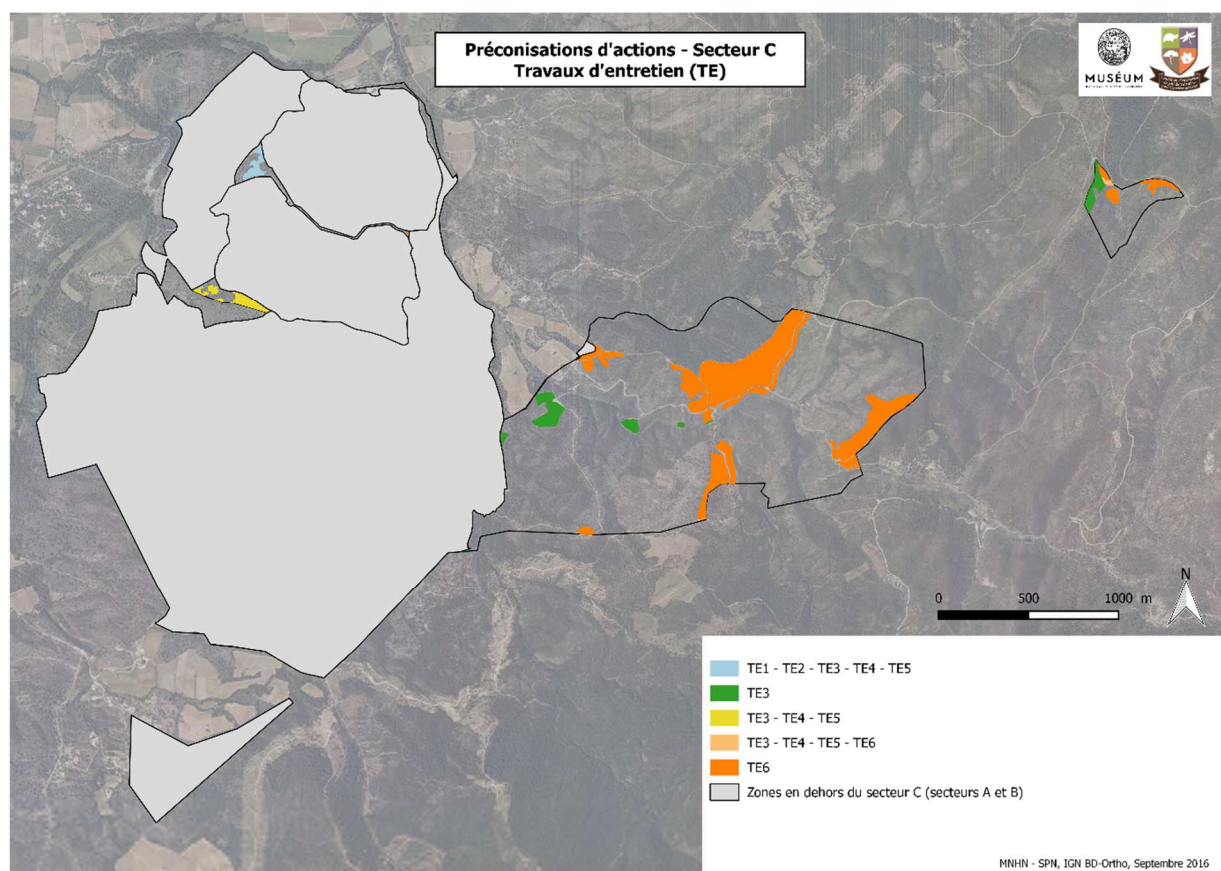 Préconisations d'actions - Secteur C
Travaux d'entretien (TE)
MUSÉUM
N
0 500 1000 m
TE1 - TE2 - TE3 - TE4 - TE5
TE3
TE3 - TE4 - TE5
TE3 - TE4 - TE5 - TE6
TE6
Zones en dehors du secteur C (secteurs A et B)
MNHN - SPN, IGN BD-Ortho, Septembre 2016